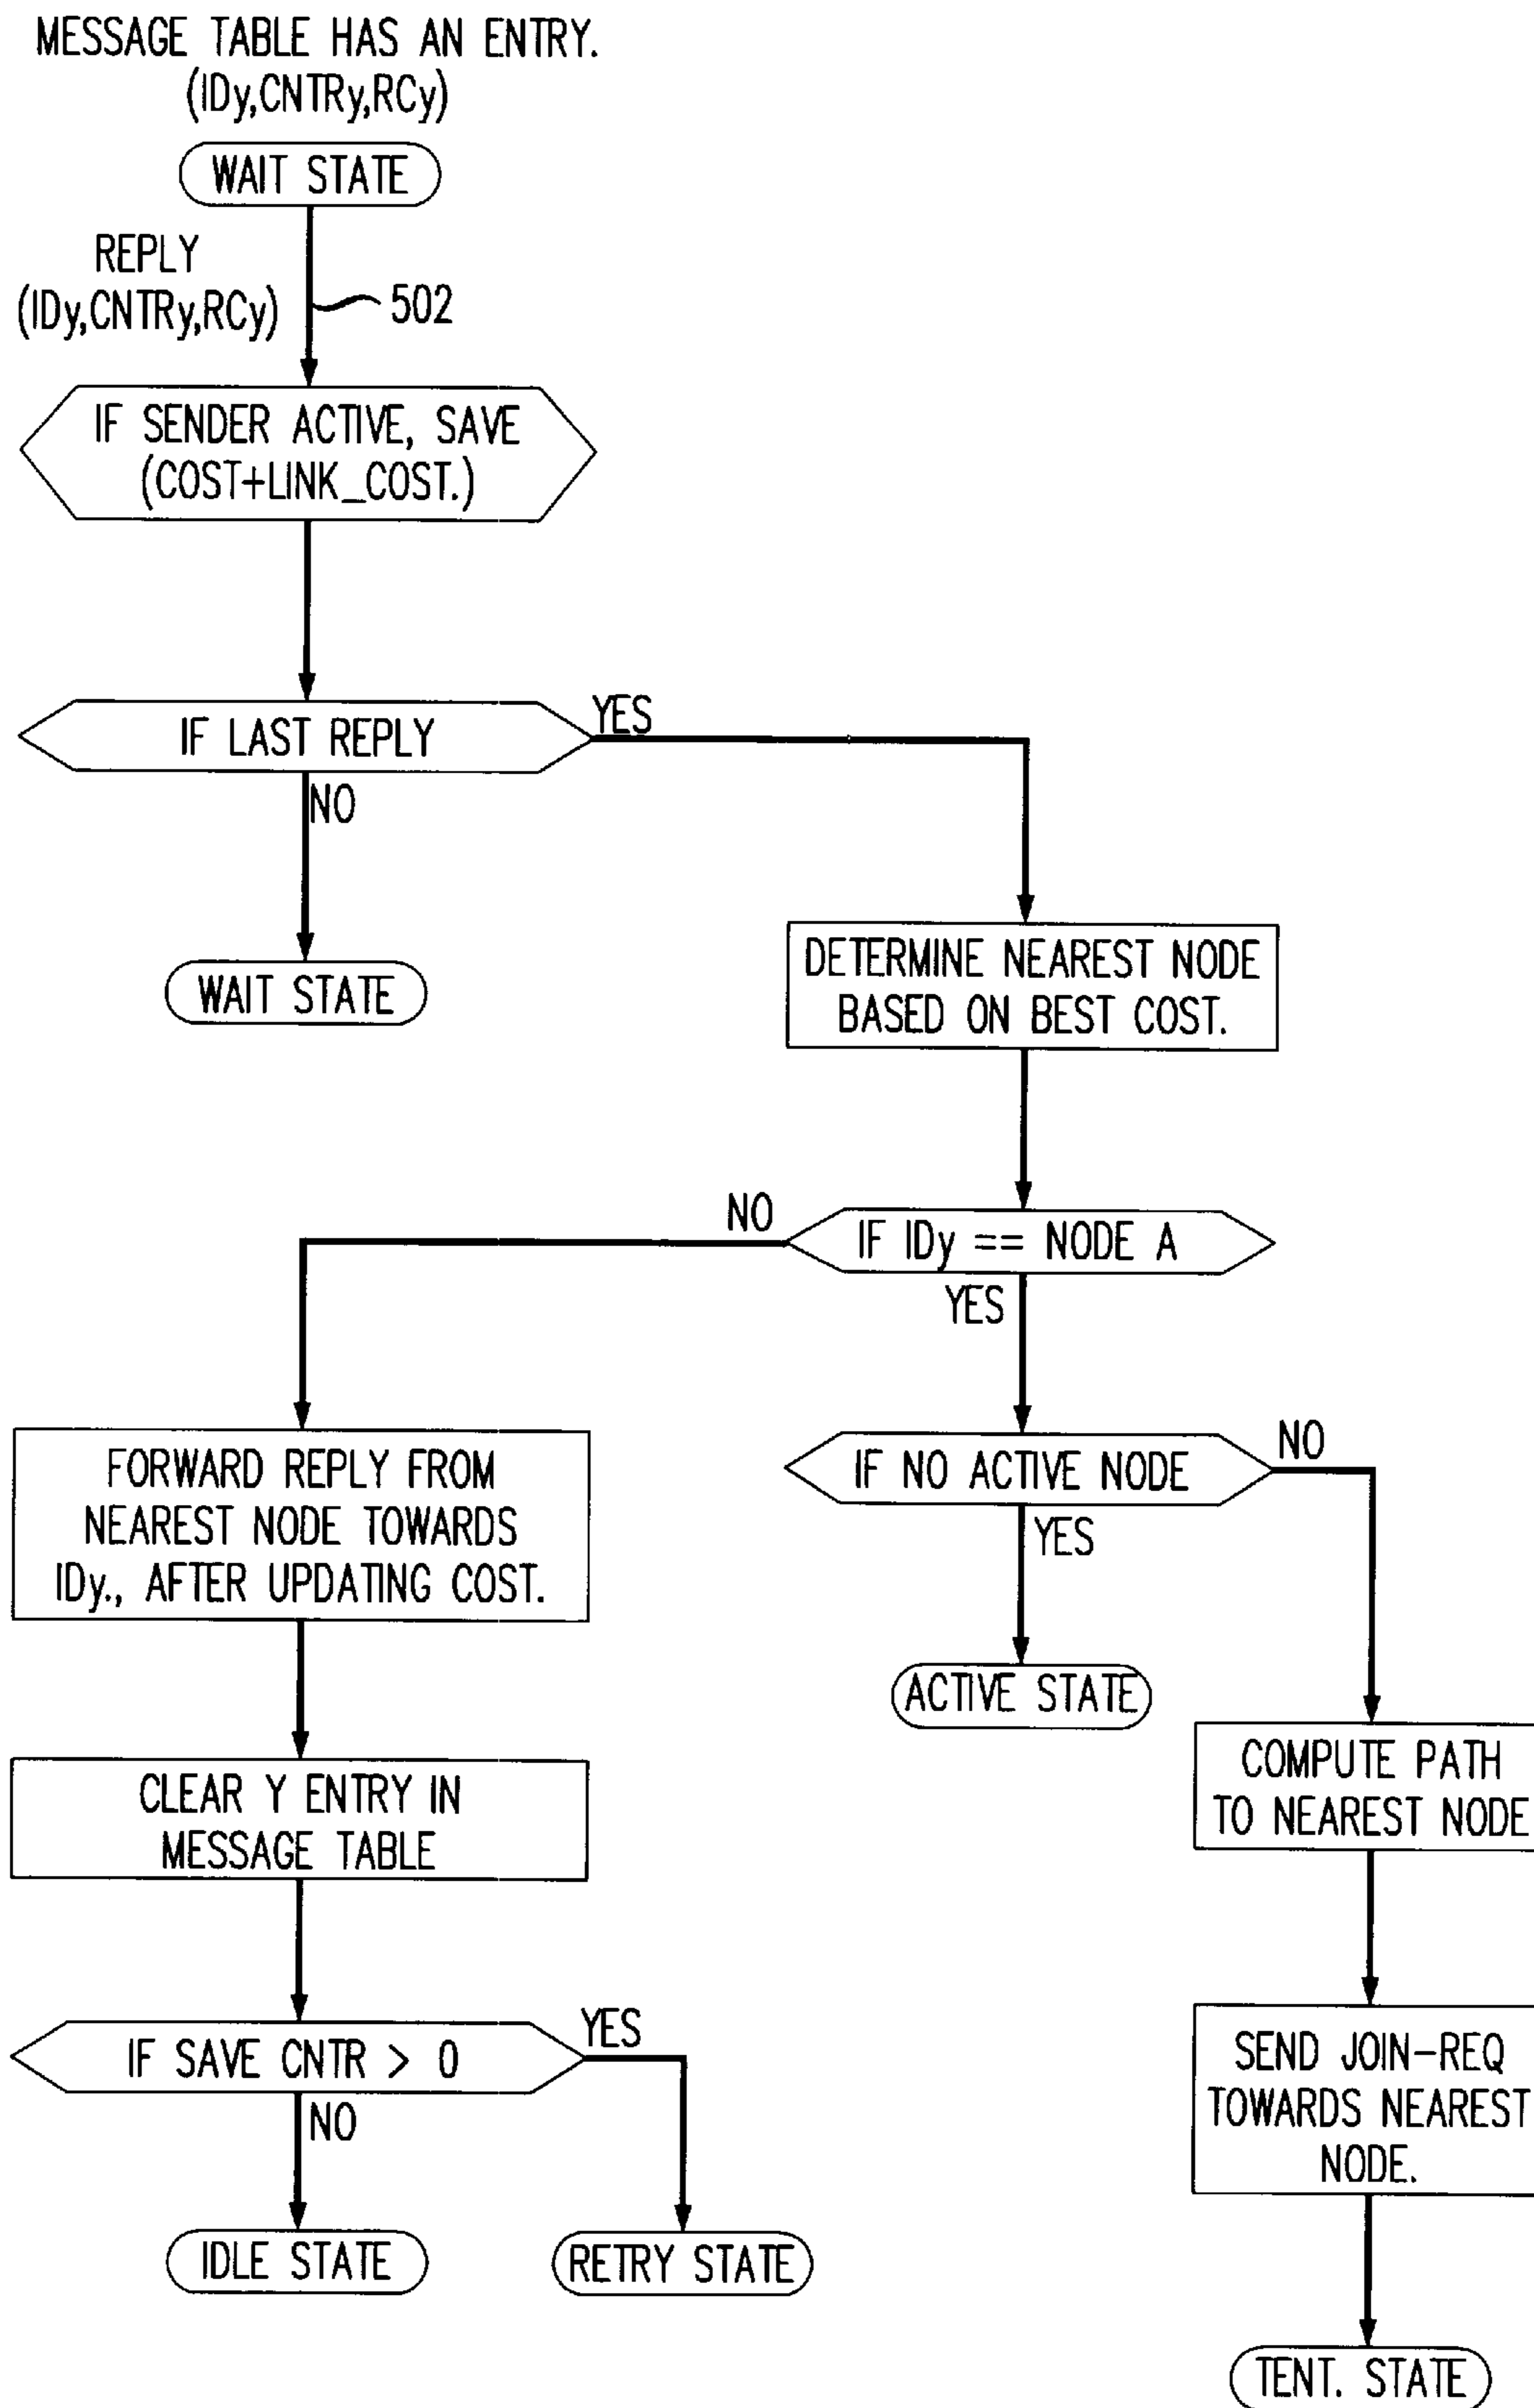 MESSAGE TABLE HAS AN ENTRY.
(IDy,CNTRy,RCy)
WAIT STATE
REPLY
(IDy,CNTRy,RCy)
502
IF SENDER ACTIVE, SAVE
(COST+LINK_COST.)
IF LAST REPLY
YES
NO
WAIT STATE
DETERMINE NEAREST NODE
BASED ON BEST COST.
NO
IF IDy == NODE A
YES
FORWARD REPLY FROM
NEAREST NODE TOWARDS
IDy., AFTER UPDATING COST.
IF NO ACTIVE NODE
NO
YES
ACTIVE STATE
CLEAR Y ENTRY IN
MESSAGE TABLE
COMPUTE PATH
TO NEAREST NODE
IF SAVE CNTR > 0
YES
NO
SEND JOIN-REQ
TOWARDS NEAREST
NODE.
IDLE STATE
RETRY STATE
TENT. STATE